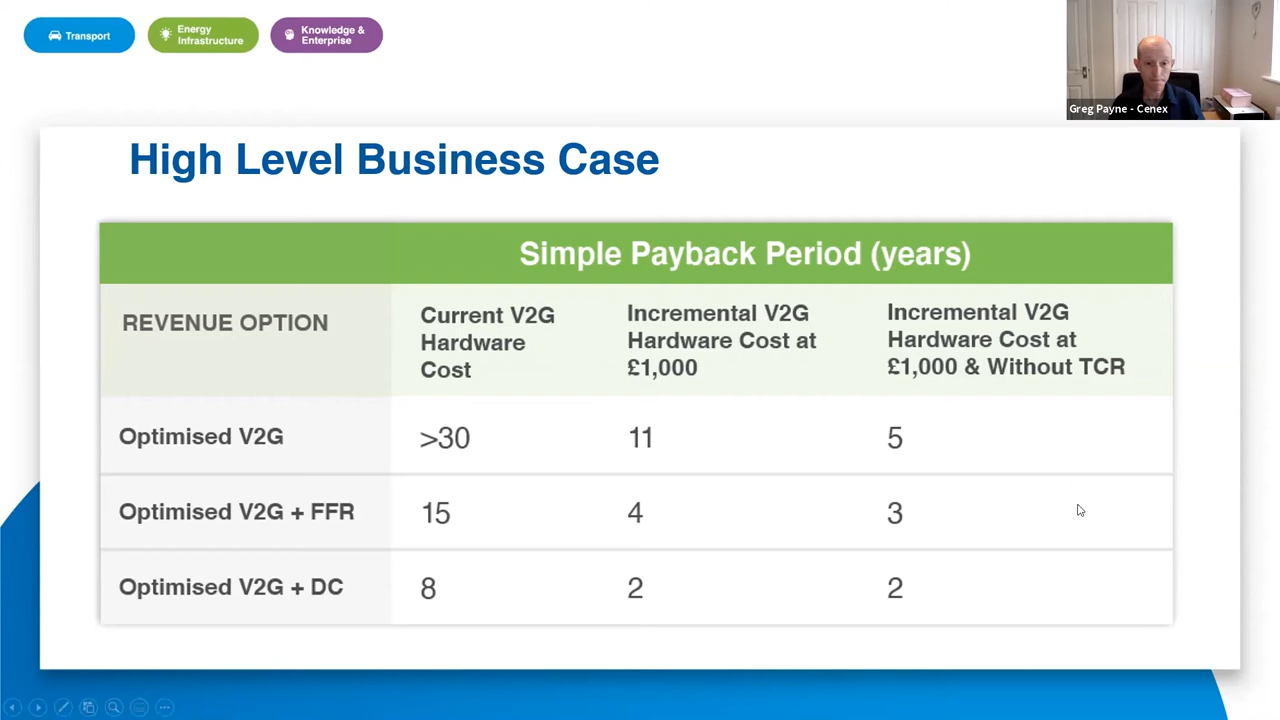 Transport
Energy
Infrastructure
Knowledge &
Enterprise
Greg Payne - Cenex
High Level Business Case
Simple Payback Period (years)
REVENUE OPTION
Current V2G
Hardware
Cost
Incremental V2G
Hardware Cost at
£1,000
Incremental V2G
Hardware Cost at
£1,000 & Without TCR
Optimised V2G
>30
11
5
Optimised V2G + FFR
15
4
3
Optimised V2G + DC
8
2
2